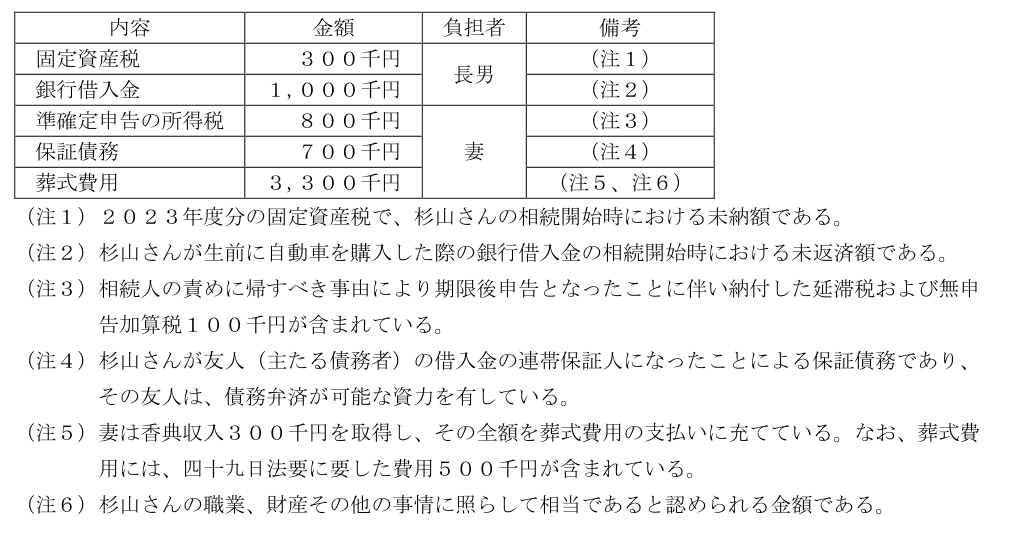 内容 金額 負担者 備考
固定資産税 ３００千円 長男 （注１）
銀行借入金 １，０００千円 （注２）
準確定申告の所得税 ８００千円 妻 （注３）
保証債務 ７００千円 （注４）
葬式費用 ３，３００千円 （注５、注６）
（注１）２０２３年度分の固定資産税で、杉山さんの相続開始時における未納額である。
（注２）杉山さんが生前に自動車を購入した際の銀行借入金の相続開始時における未返済額である。
（注３）相続人の責めに帰すべき事由により期限後申告となったことに伴い納付した延滞税および無申
告加算税１００千円が含まれている。
（注４）杉山さんが友人（主たる債務者）の借入金の連帯保証人になったことによる保証債務であり、
その友人は、債務弁済が可能な資力を有している。
（注５）妻は香典収入３００千円を取得し、その全額を葬式費用の支払いに充てている。なお、葬式費
用には、四十九日法要に要した費用５００千円が含まれている。
（注６）杉山さんの職業、財産その他の事情に照らして相当であると認められる金額である。